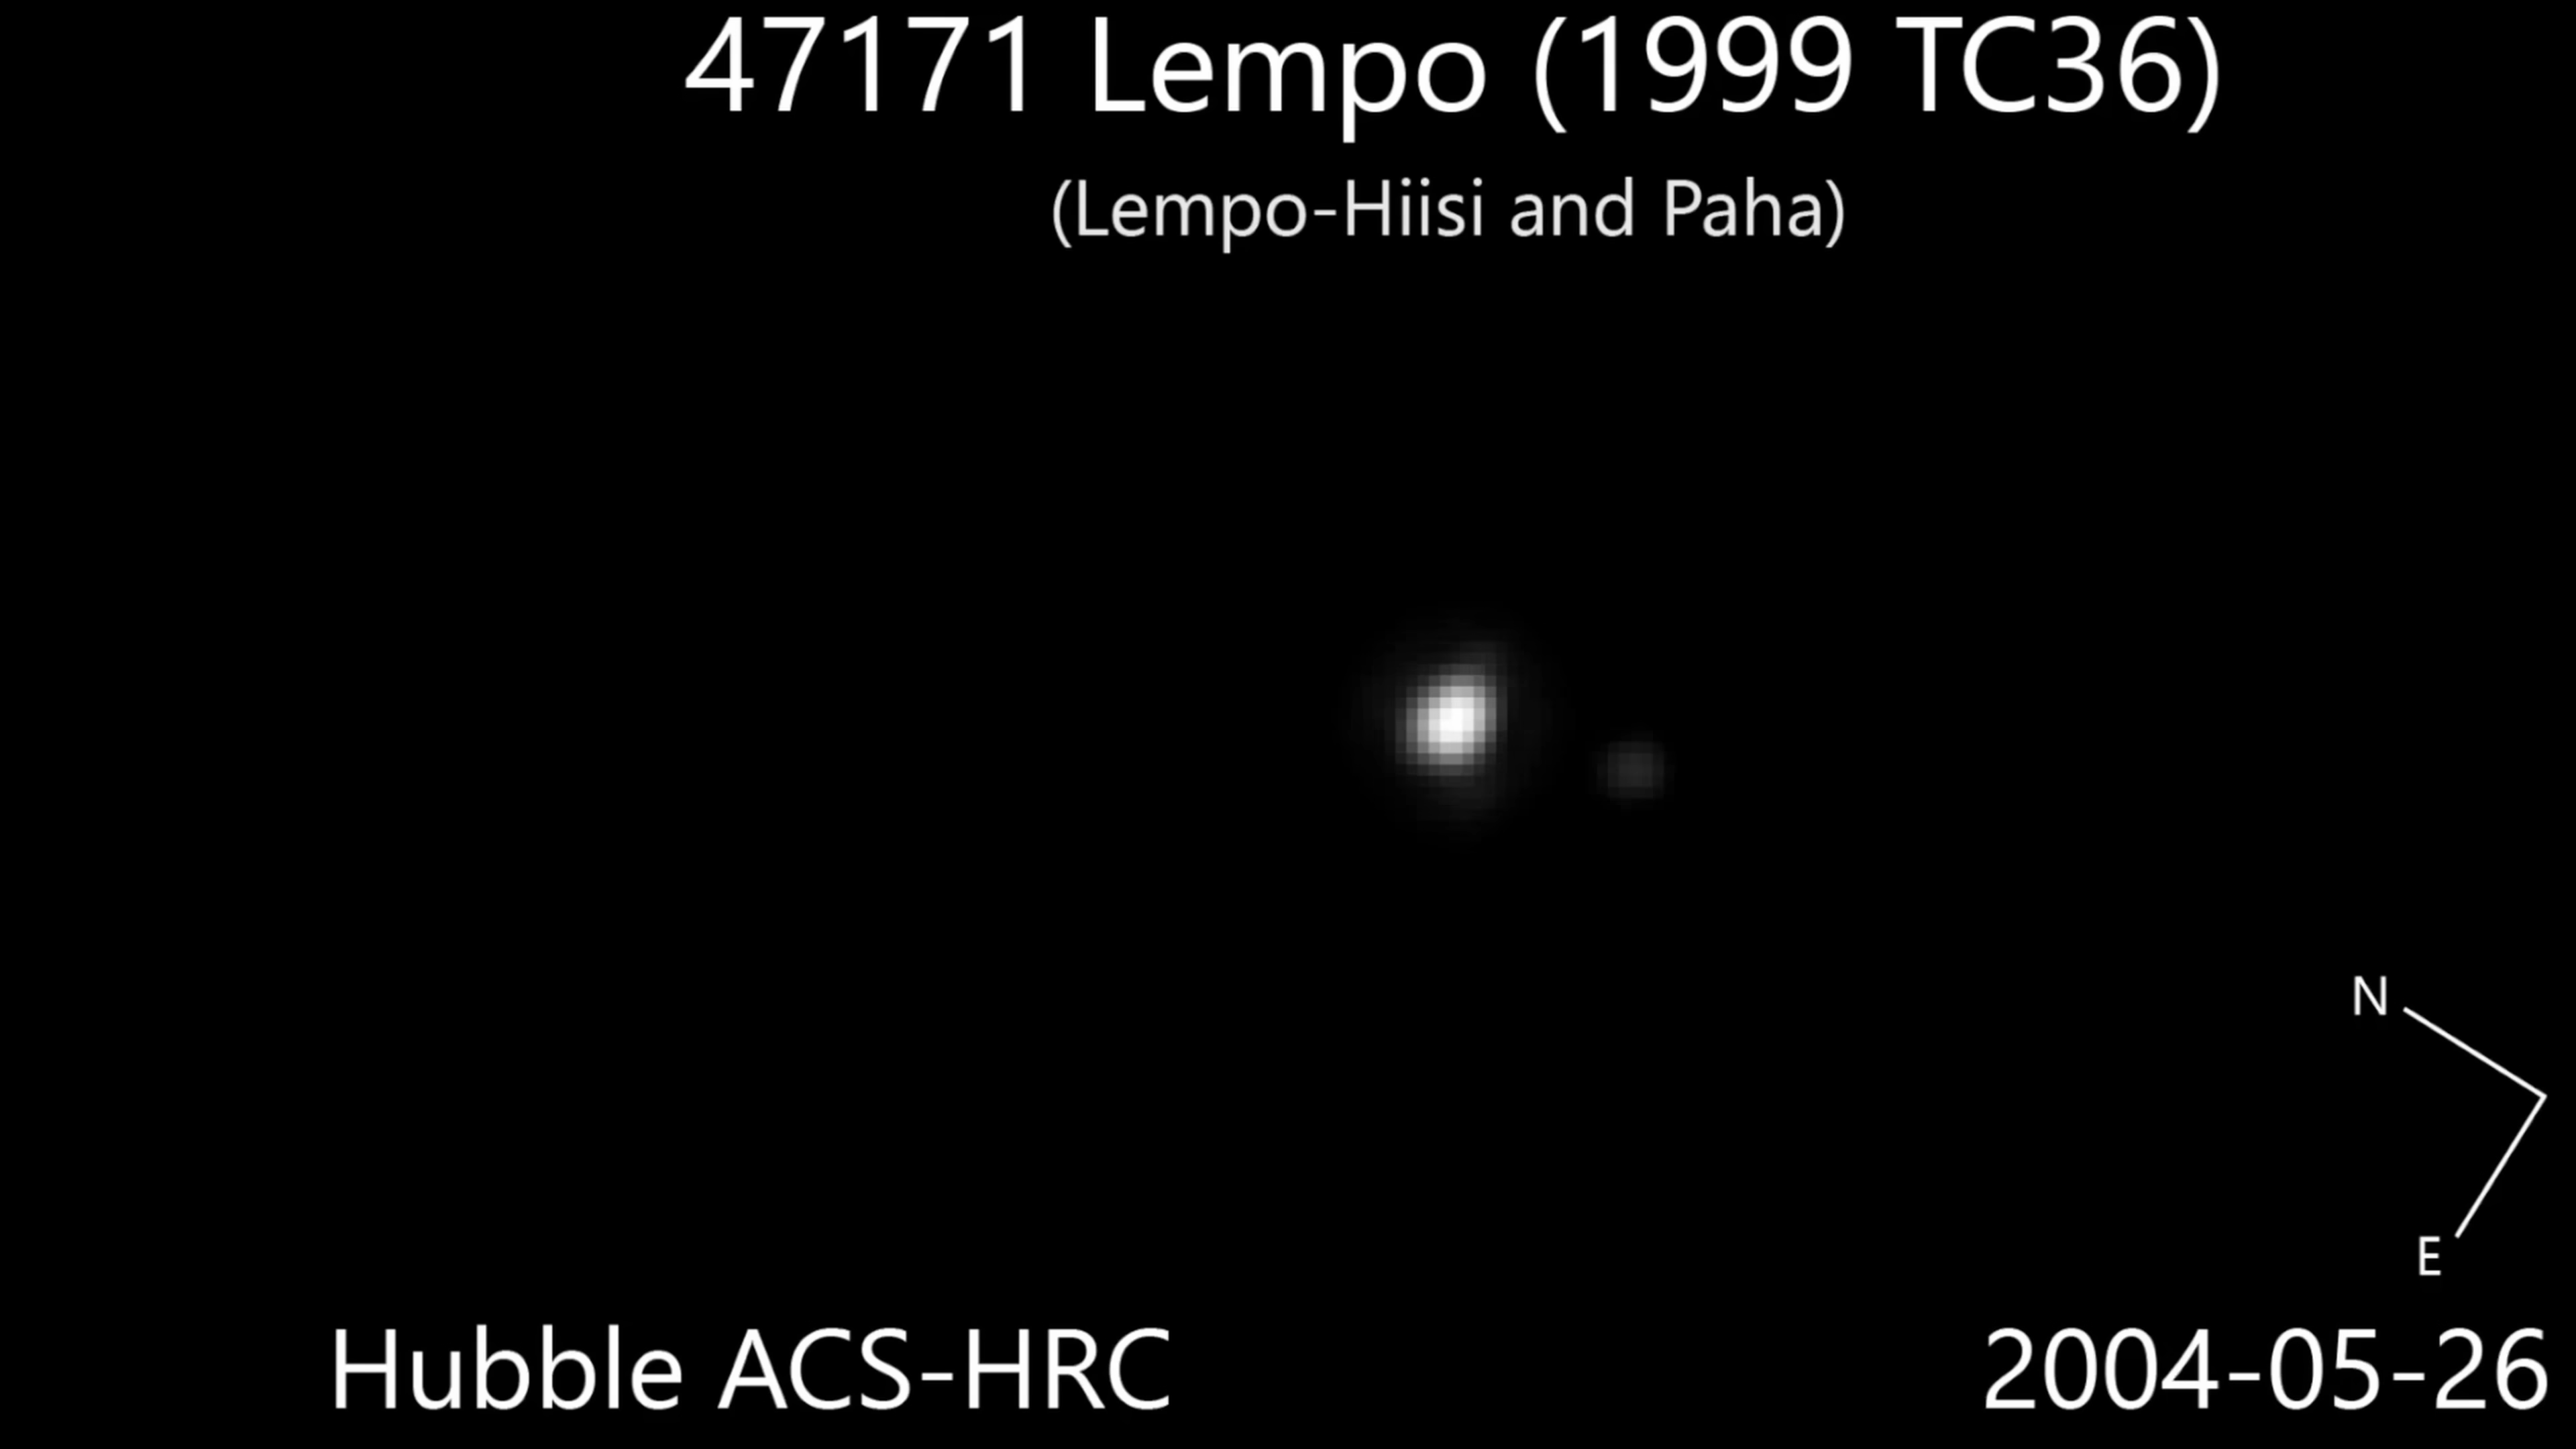 47171 Lempo (1999 TC36)
(Lempo-Hiisi and Paha)
N
E
Hubble ACS-HRC
2004-05-26